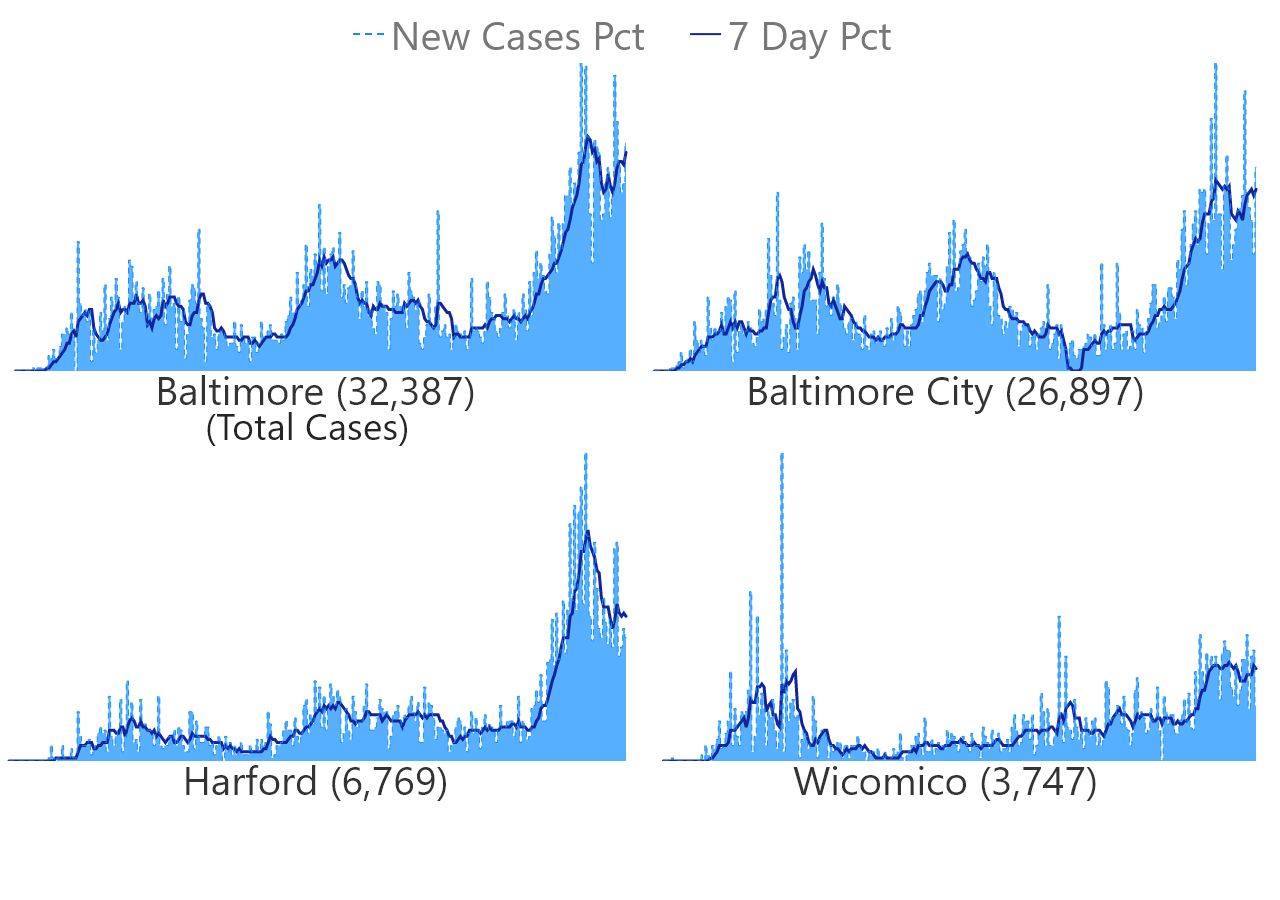 New Cases Pct 7 Day Pct
Baltimore (32,387) Baltimore City (26,897)
(Total Cases)
Harford (6,769) Wicomico (3,747)